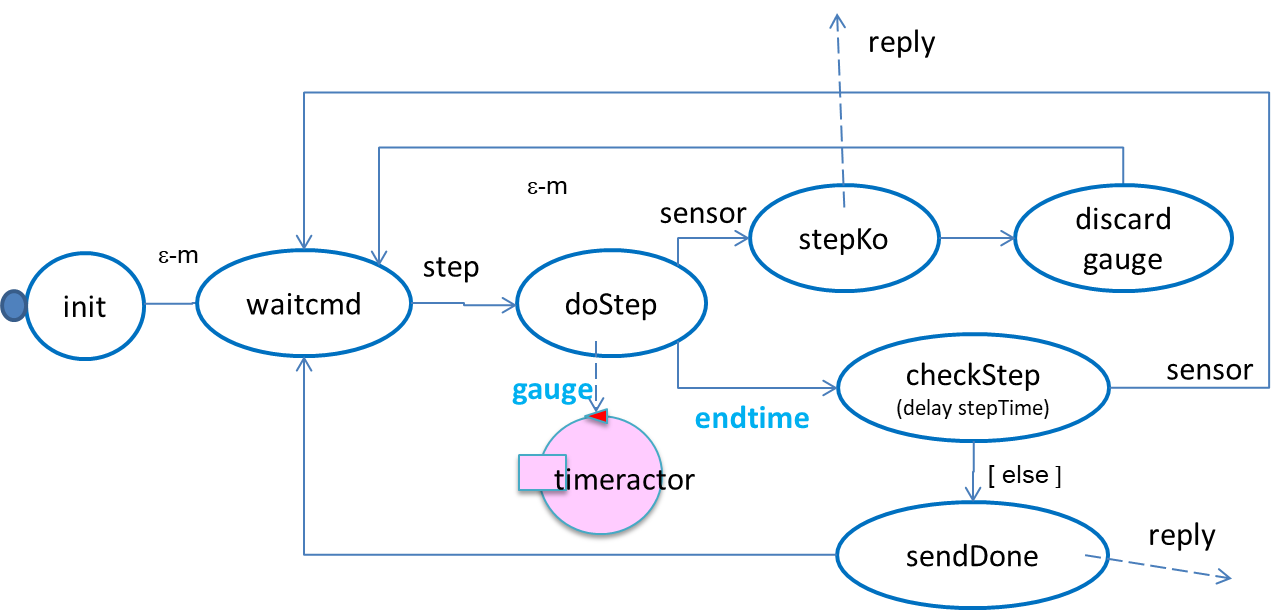 reply
ε-m
sensor
stepKo
discard
gauge
ε-m
init
waitcmd
step
doStep
gauge
endtime
checkStep
(delay stepTime)
sensor
timeractor
[ else ]
sendDone
reply